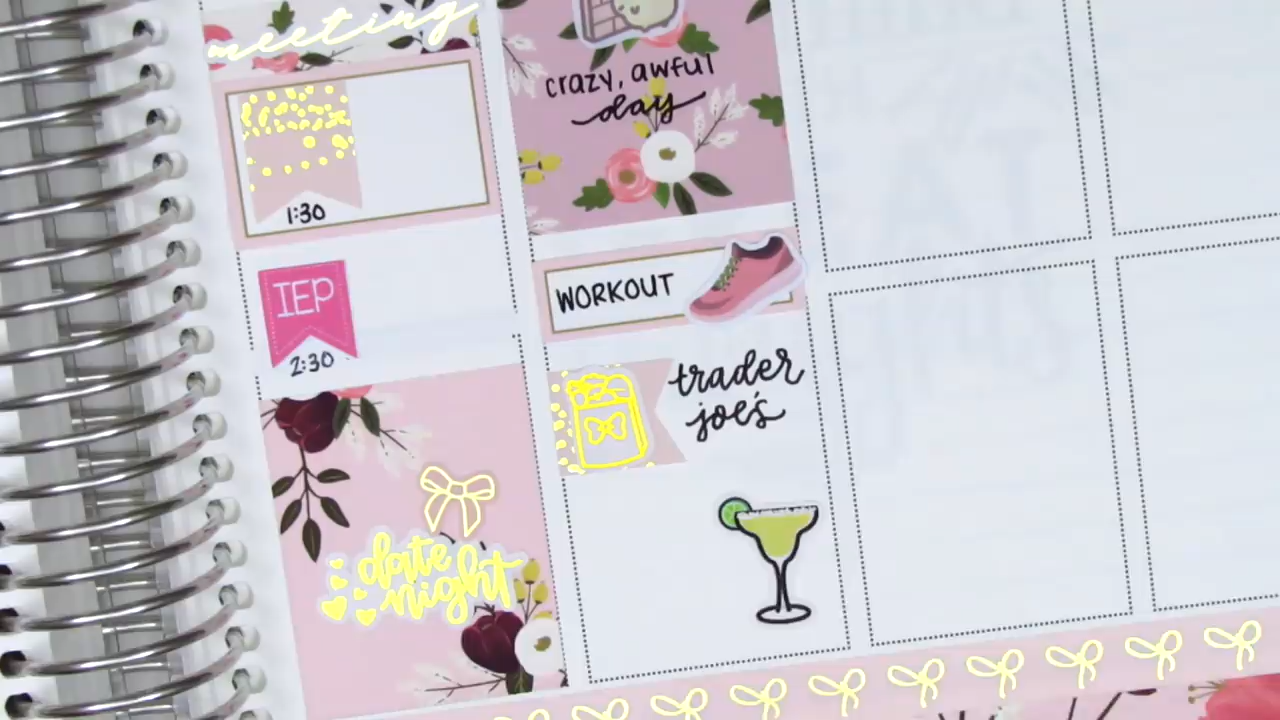 meeting
1:30
IEP
2:30
date
night
crazy, awful
day
WORKOUT
trader
joe's